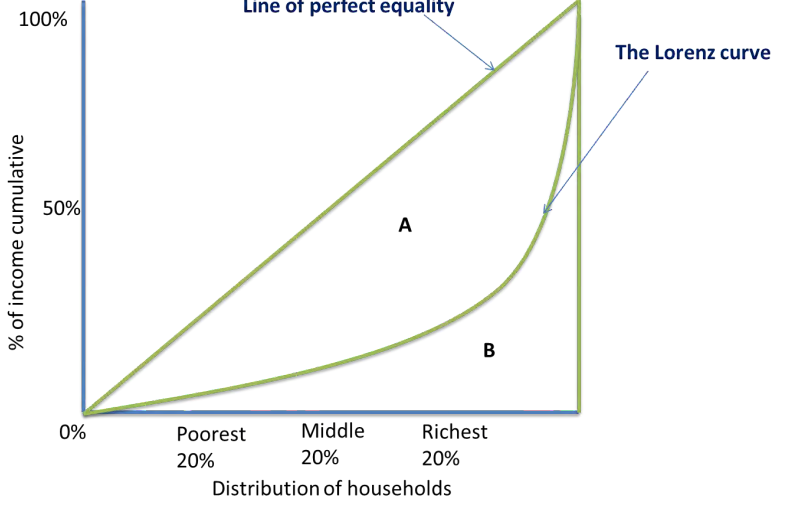 Line of perfect equality
100%
The Lorenz curve
% of income cumulative
50%
A
B
0%
Poorest
20%
Middle
20%
Richest
20%
Distribution of households